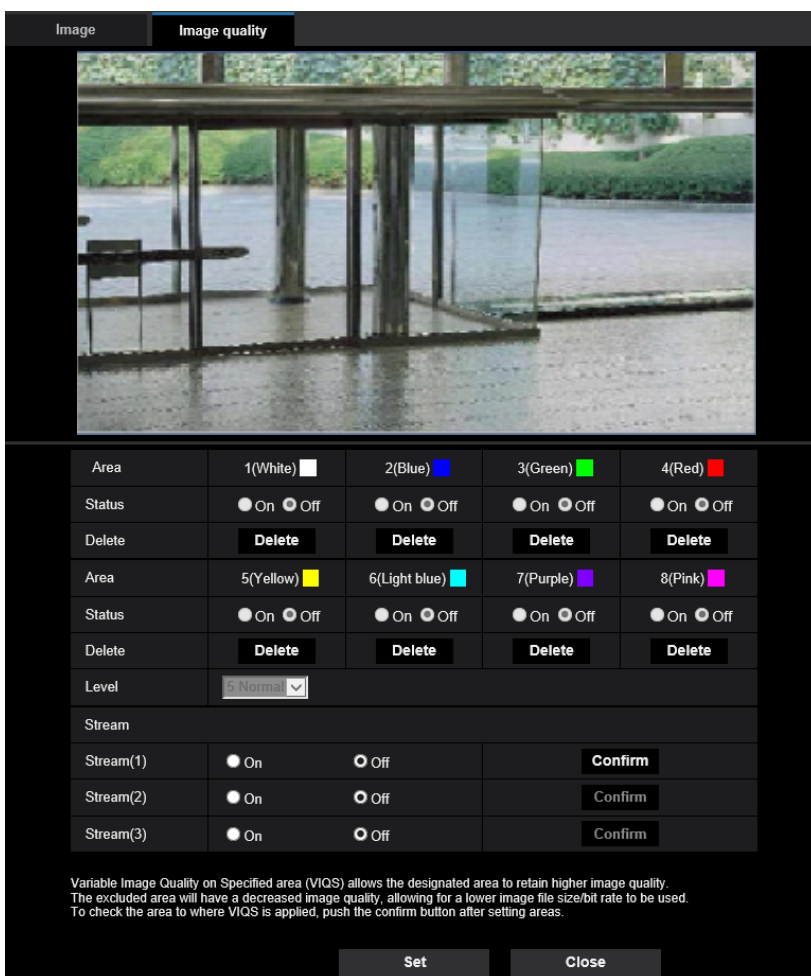 Image Image quality
Area 1(White) 2(Blue) 3(Green) 4(Red)
Status On Off On Off On Off On Off
Delete Delete Delete Delete Delete
Area 5(Yellow) 6(Light blue) 7(Purple) 8(Pink)
Status On Off On Off On Off On Off
Delete Delete Delete Delete Delete
Level 5 Normal
Stream
Stream(1) On Off Confirm
Stream(2) On Off Confirm
Stream(3) On Off Confirm
Variable Image Quality on Specified area (VIQS) allows the designated area to retain higher image quality.
The excluded area will have a decreased image quality, allowing for a lower image file size/bit rate to be used.
To check the area to where VIQS is applied, push the confirm button after setting areas.
Set Close